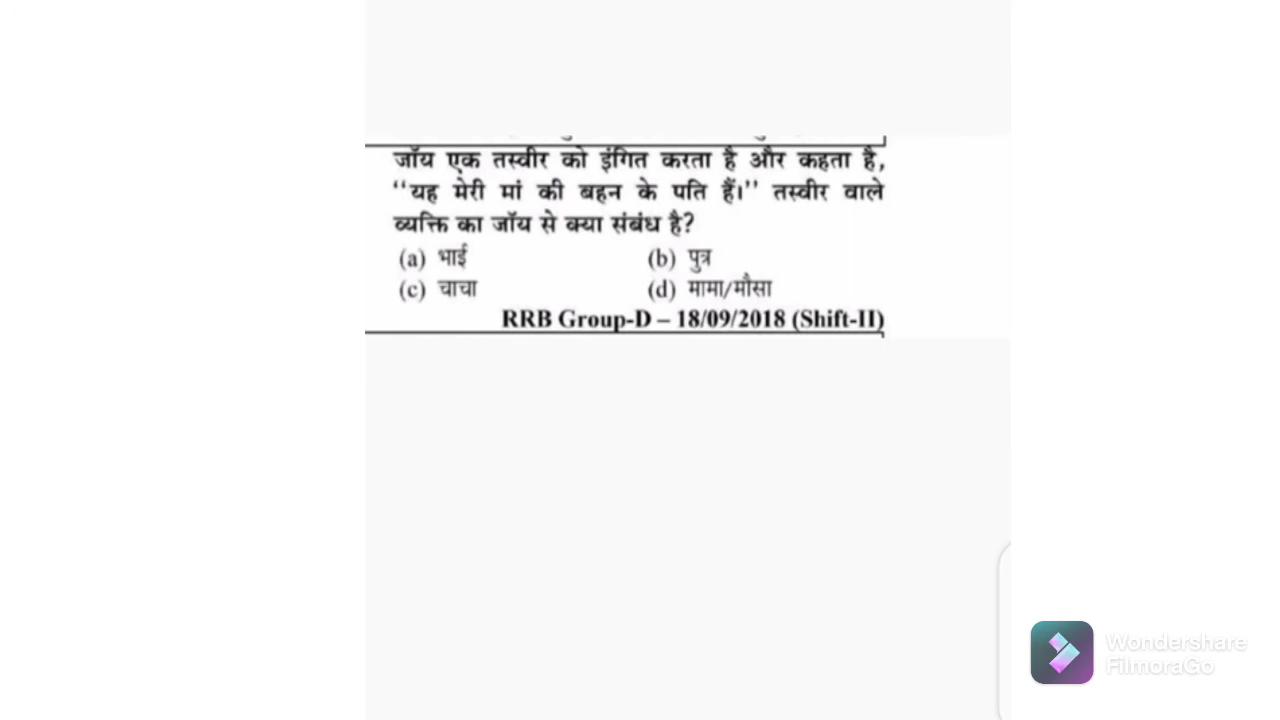 जॉय एक तस्वीर को इंगित करता है और कहता है,
‘‘यह मेरी मां की बहन के पति हैं।’’ तस्वीर वाले
व्यक्ति का जॉय से क्या संबंध है?
(a) भाई (b) पुत्र
(c) चाचा (d) मामा/मौसा
RRB Group-D – 18/09/2018 (Shift-II)
Wondershare
FilmoraGo